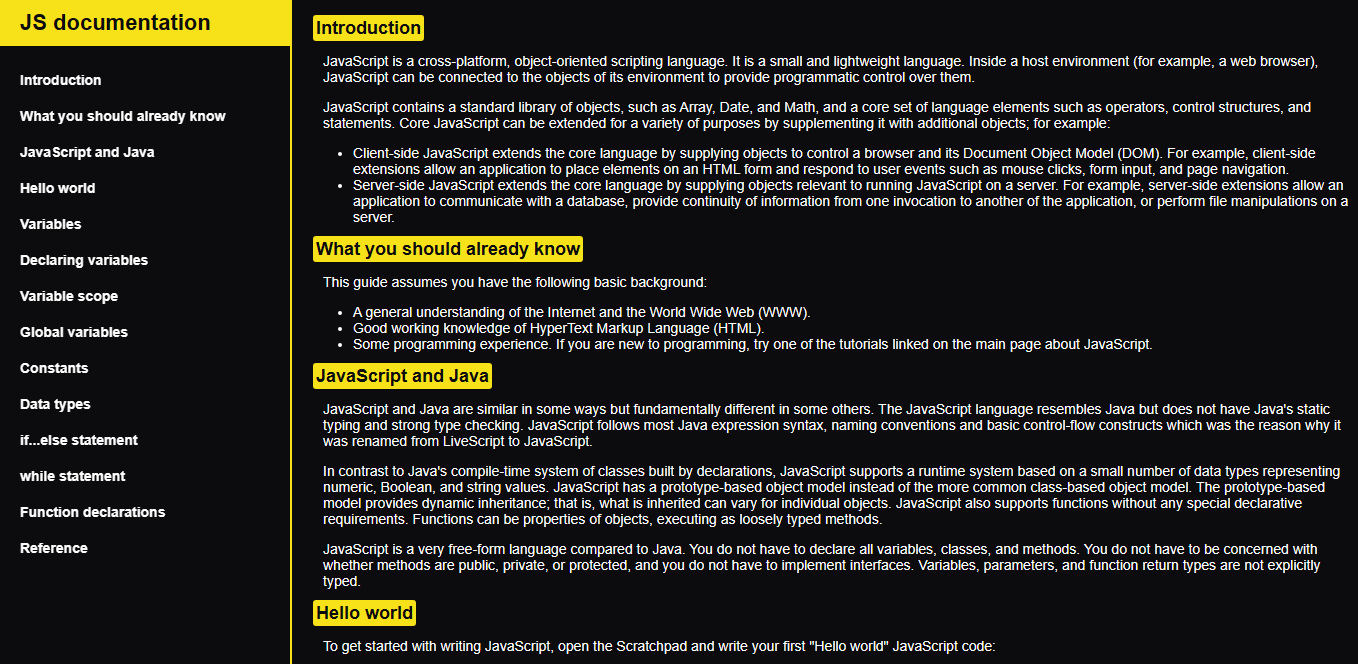 JS documentation
Introduction
What you should already know
JavaScript and Java
Hello world
Variables
Declaring variables
Variable scope
Global variables
Constants
Data types
if...else statement
while statement
Function declarations
Reference
Introduction
JavaScript is a cross-platform, object-oriented scripting language. It is a small and lightweight language. Inside a host environment (for example, a web browser),
JavaScript can be connected to the objects of its environment to provide programmatic control over them.
JavaScript contains a standard library of objects, such as Array, Date, and Math, and a core set of language elements such as operators, control structures, and
statements. Core JavaScript can be extended for a variety of purposes by supplementing it with additional objects; for example:
• Client-side JavaScript extends the core language by supplying objects to control a browser and its Document Object Model (DOM). For example, client-side
extensions allow an application to place elements on an HTML form and respond to user events such as mouse clicks, form input, and page navigation.
• Server-side JavaScript extends the core language by supplying objects relevant to running JavaScript on a server. For example, server-side extensions allow an
application to communicate with a database, provide continuity of information from one invocation to another of the application, or perform file manipulations on a
server.
What you should already know
This guide assumes you have the following basic background:
• A general understanding of the Internet and the World Wide Web (WWW).
• Good working knowledge of HyperText Markup Language (HTML).
• Some programming experience. If you are new to programming, try one of the tutorials linked on the main page about JavaScript.
JavaScript and Java
JavaScript and Java are similar in some ways but fundamentally different in some others. The JavaScript language resembles Java but does not have Java's static
typing and strong type checking. JavaScript follows most Java expression syntax, naming conventions and basic control-flow constructs which was the reason why it
was renamed from LiveScript to JavaScript.
In contrast to Java's compile-time system of classes built by declarations, JavaScript supports a runtime system based on a small number of data types representing
numeric, Boolean, and string values. JavaScript has a prototype-based object model instead of the more common class-based object model. The prototype-based
model provides dynamic inheritance; that is, what is inherited can vary for individual objects. JavaScript also supports functions without any special declarative
requirements. Functions can be properties of objects, executing as loosely typed methods.
JavaScript is a very free-form language compared to Java. You do not have to declare all variables, classes, and methods. You do not have to be concerned with
whether methods are public, private, or protected, and you do not have to implement interfaces. Variables, parameters, and function return types are not explicitly
typed.
Hello world
To get started with writing JavaScript, open the Scratchpad and write your first "Hello world" JavaScript code: